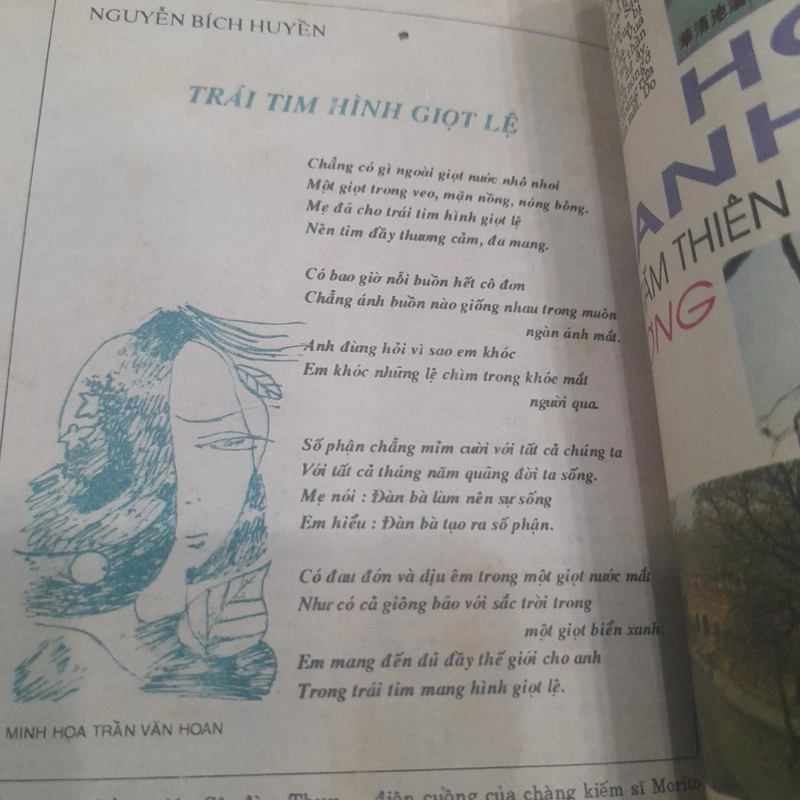 NGUYỄN BÍCH HUYỀN
TRÁI TIM HÌNH GIỌT LỆ
Chẳng có gì ngoài giọt nước nhỏ nhoi
Một giọt trong veo, mặn nồng, nóng bỏng.
Mẹ đã cho trái tim hình giọt lệ
Nên tim đầy thương cảm, đa mang.
Có bao giờ nỗi buồn hết cô đơn
Chẳng ánh buồn nào giống nhau trong muôn
ngàn ánh mắt.
Anh đừng hỏi vì sao em khóc
Em khóc những lệ chìm trong khóe mắt
người qua.
Số phận chẳng mỉm cười với tất cả chúng ta
Với tất cả tháng năm quãng đời ta sống.
Mẹ nói : Đàn bà làm nên sự sống
Em hiểu : Đàn bà tạo ra số phận.
Có đau đớn và dịu êm trong một giọt nước mắt
Như có cả giông bão với sắc trời trong
một giọt biển xanh.
Em mang đến đủ đầy thế giới cho anh
Trong trái tim mang hình giọt lệ.
MINH HỌA TRẦN VĂN HOAN
điên cuồng của chàng kiếm sĩ Morito
HO
ANH
TẮM THIÊN